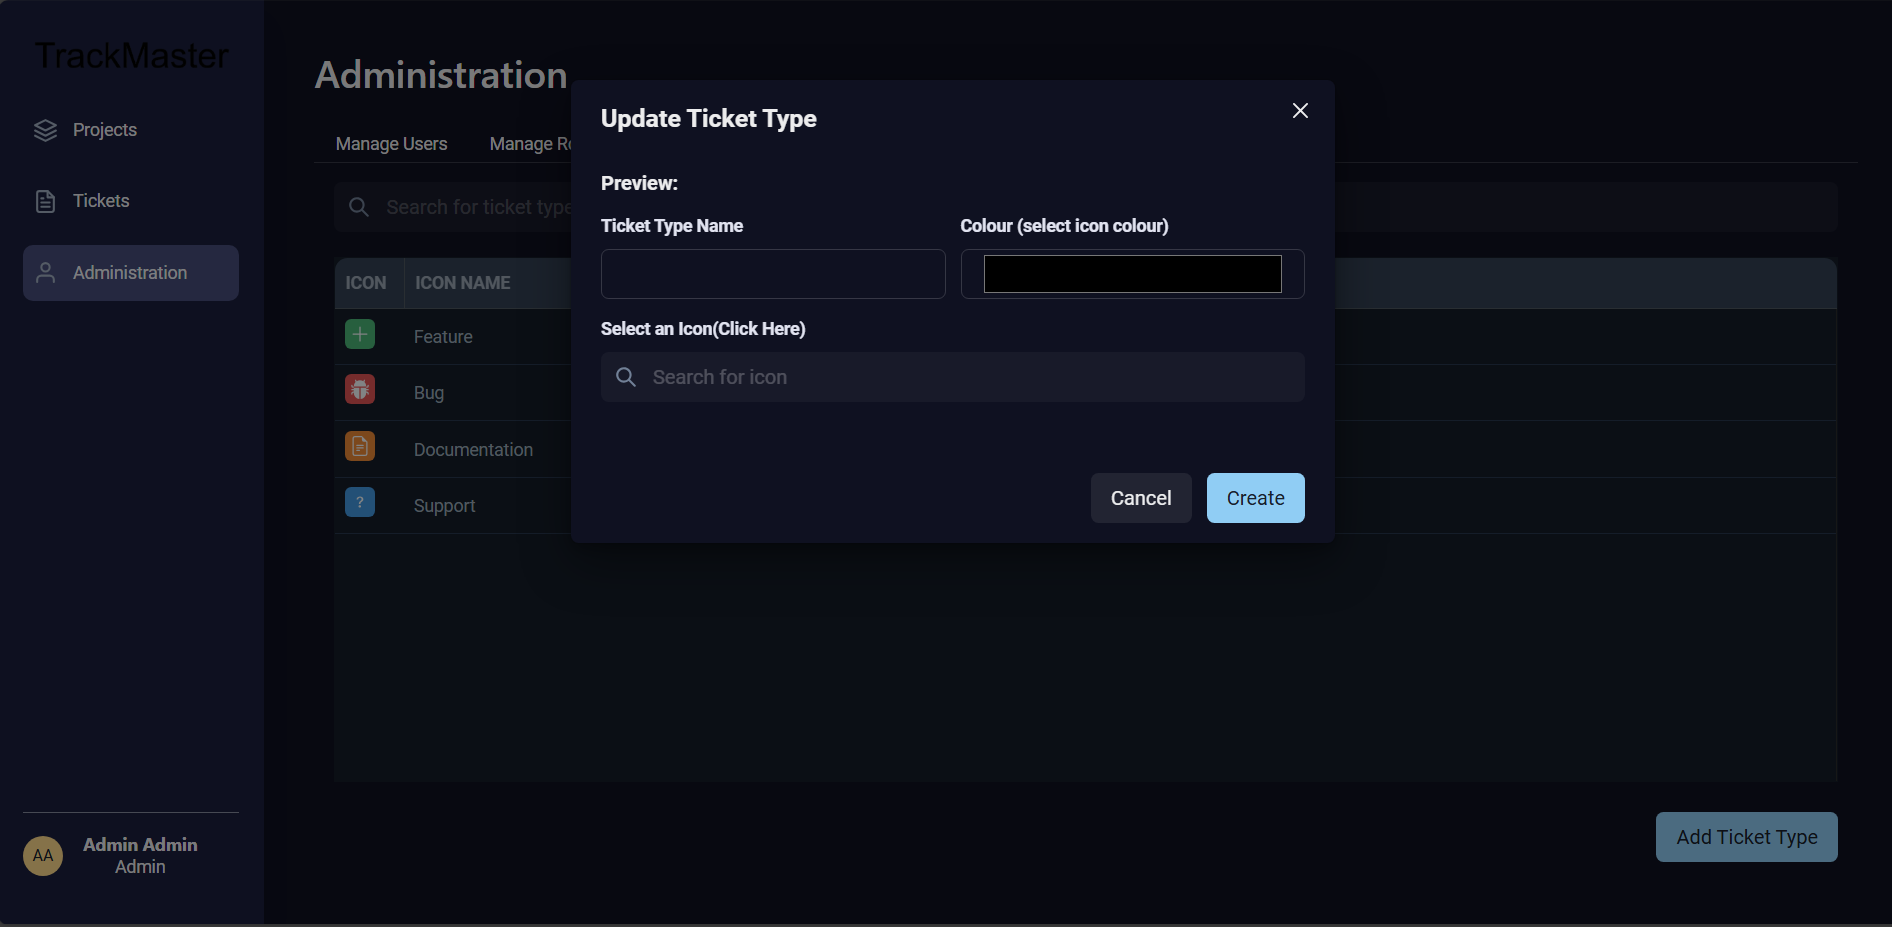 TrackMaster
Projects
Tickets
Administration
Admin Admin
Admin
AA
Administration
Manage Users
Manage
Search for ticket type
ICON
ICON NAME
Feature
Bug
Documentation
?
Support
Add Ticket Type
Update Ticket Type
Preview:
Ticket Type Name
Colour (select icon colour)
Select an Icon(Click Here)
Search for icon
Cancel
Create